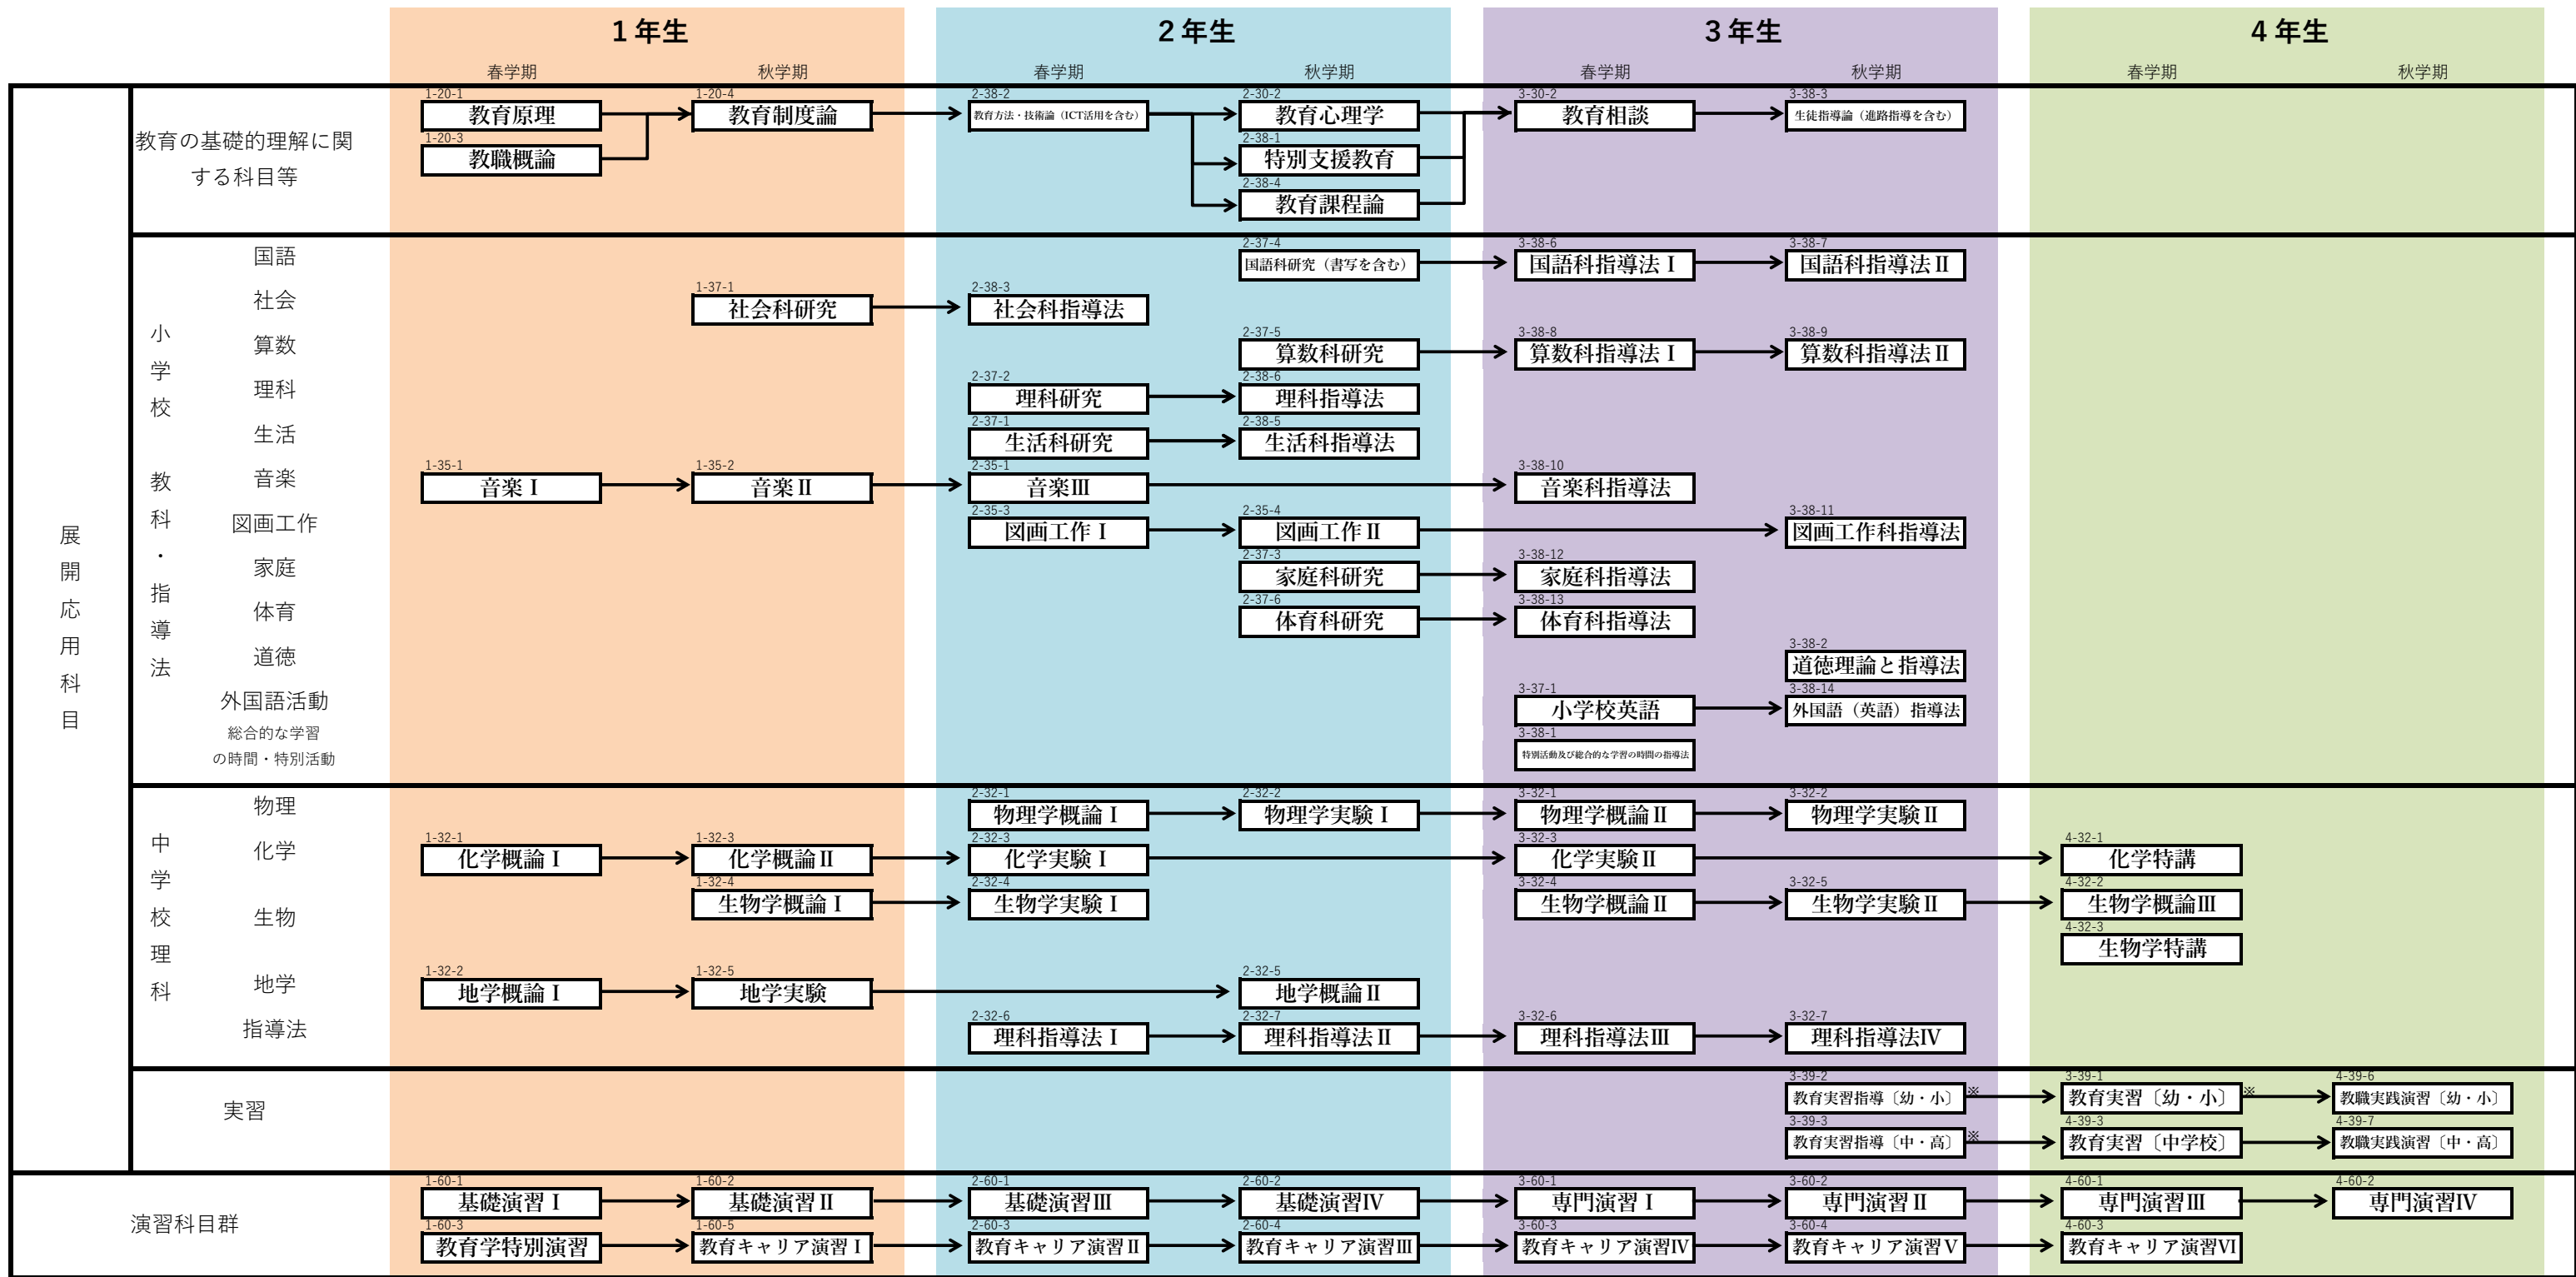 1 年生
2 年生
3 年生
4 年生
春学期
秋学期
春学期
秋学期
春学期
秋学期
春学期
秋学期
展開応用科目
教育の基礎的理解に関
する科目等
1-20-1
教育原理
1-20-4
教育制度論
2-38-2
教育方法・技術論（ICT活用を含む）
2-30-2
教育心理学
3-30-2
教育相談
3-38-3
生徒指導論（進路指導を含む）
1-20-3
教職概論
2-38-1
特別支援教育
2-38-4
教育課程論
小学校　教科・指導法
国語
2-37-4
国語科研究（書写を含む）
3-38-6
国語科指導法Ⅰ
3-38-7
国語科指導法Ⅱ
社会
1-37-1
社会科研究
2-38-3
社会科指導法
算数
2-37-5
算数科研究
3-38-8
算数科指導法Ⅰ
3-38-9
算数科指導法Ⅱ
理科
2-37-2
理科研究
2-38-6
理科指導法
生活
2-37-1
生活科研究
2-38-5
生活科指導法
音楽
1-35-1
音楽Ⅰ
1-35-2
音楽Ⅱ
2-35-1
音楽Ⅲ
3-38-10
音楽科指導法
図画工作
2-35-3
図画工作Ⅰ
2-35-4
図画工作Ⅱ
3-38-11
図画工作科指導法
家庭
2-37-3
家庭科研究
3-38-12
家庭科指導法
体育
2-37-6
体育科研究
3-38-13
体育科指導法
道徳
3-38-2
道徳理論と指導法
外国語活動
3-37-1
小学校英語
3-38-14
外国語（英語）指導法
総合的な学習
の時間・特別活動
3-38-1
特別活動及び総合的な学習の時間の指導法
中学校理科
物理
2-32-1
物理学概論Ⅰ
2-32-2
物理学実験Ⅰ
3-32-1
物理学概論Ⅱ
3-32-2
物理学実験Ⅱ
化学
1-32-1
化学概論Ⅰ
1-32-3
化学概論Ⅱ
2-32-3
化学実験Ⅰ
3-32-3
化学実験Ⅱ
4-32-1
化学特講
生物
1-32-4
生物学概論Ⅰ
2-32-4
生物学実験Ⅰ
3-32-4
生物学概論Ⅱ
3-32-5
生物学実験Ⅱ
4-32-2
生物学概論Ⅲ
4-32-3
生物学特講
地学
1-32-2
地学概論Ⅰ
1-32-5
地学実験
2-32-5
地学概論Ⅱ
指導法
2-32-6
理科指導法Ⅰ
2-32-7
理科指導法Ⅱ
3-32-6
理科指導法Ⅲ
3-32-7
理科指導法Ⅳ
実習
3-39-2
教育実習指導〔幼・小〕
※
3-39-1
教育実習〔幼・小〕
※
4-39-6
教職実践演習〔幼・小〕
3-39-3
教育実習指導〔中・高〕
※
4-39-3
教育実習〔中学校〕
4-39-7
教職実践演習〔中・高〕
演習科目群
1-60-1
基礎演習Ⅰ
1-60-2
基礎演習Ⅱ
2-60-1
基礎演習Ⅲ
2-60-2
基礎演習Ⅳ
3-60-1
専門演習Ⅰ
3-60-2
専門演習Ⅱ
4-60-1
専門演習Ⅲ
4-60-2
専門演習Ⅳ
1-60-3
教育学特別演習
1-60-5
教育キャリア演習Ⅰ
2-60-3
教育キャリア演習Ⅱ
2-60-4
教育キャリア演習Ⅲ
3-60-3
教育キャリア演習Ⅳ
3-60-4
教育キャリア演習Ⅴ
4-60-3
教育キャリア演習Ⅵ